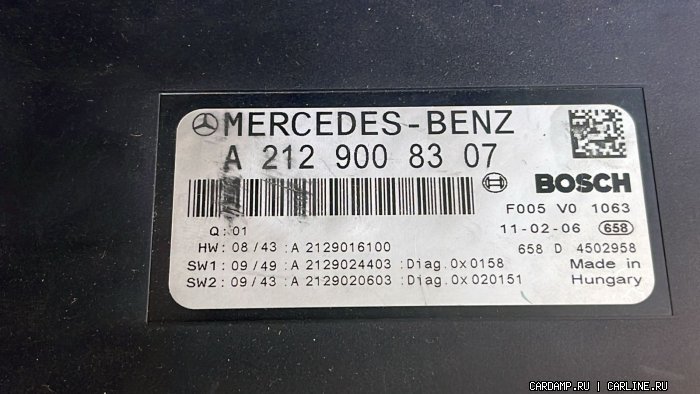 MERCEDES-BENZ
A 212 900 83 07
BOSCH
F005 V0 1063
Q: 01
11-02-06 658
HW: 08/43 :A 2129016100
658 D 4502958
SW1: 09/49 :A 2129024403 :Diag.0x0158
Made in
SW2: 09/43 :A 2129020603 :Diag.0x020151
Hungary
CARDAMP.RU | CARLINE.RU